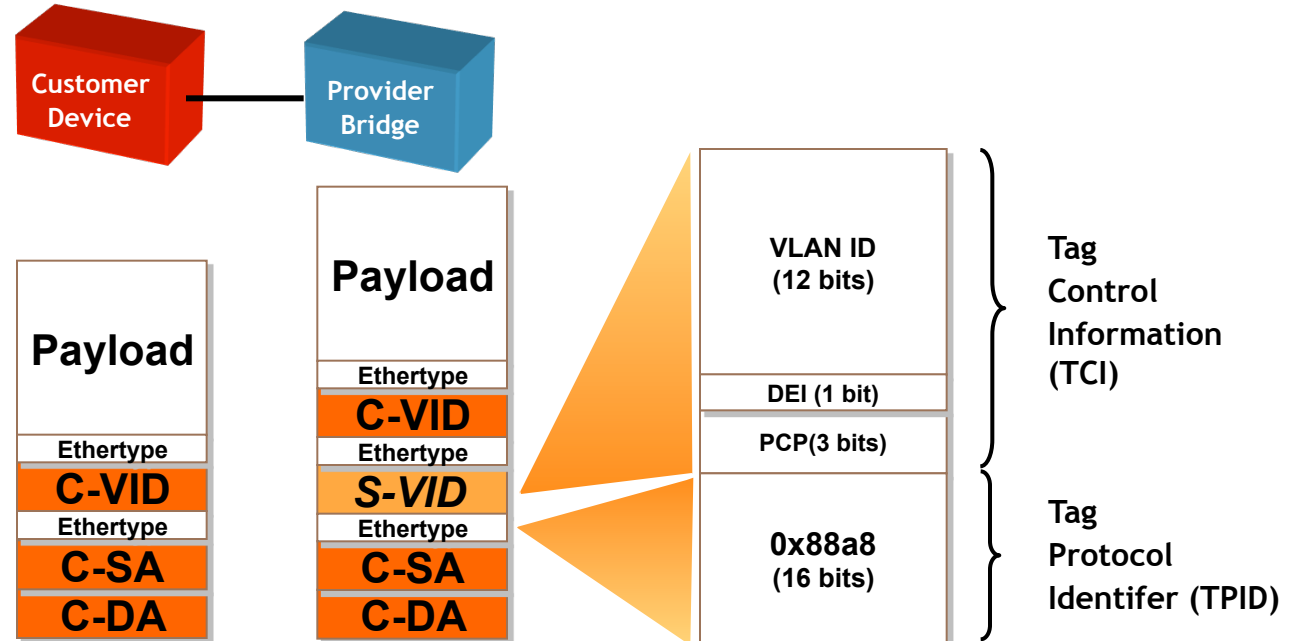 Customer
Device
Provider
Bridge
Payload
Ethertype
C-VID
Ethertype
C-SA
C-DA
Payload
Ethertype
C-VID
Ethertype
S-VID
Ethertype
C-SA
C-DA
VLAN ID
(12 bits)
DEI (1 bit)
PCP(3 bits)
0x88a8
(16 bits)
Tag
Control
Information
(TCI)
Tag
Protocol
Identifer (TPID)